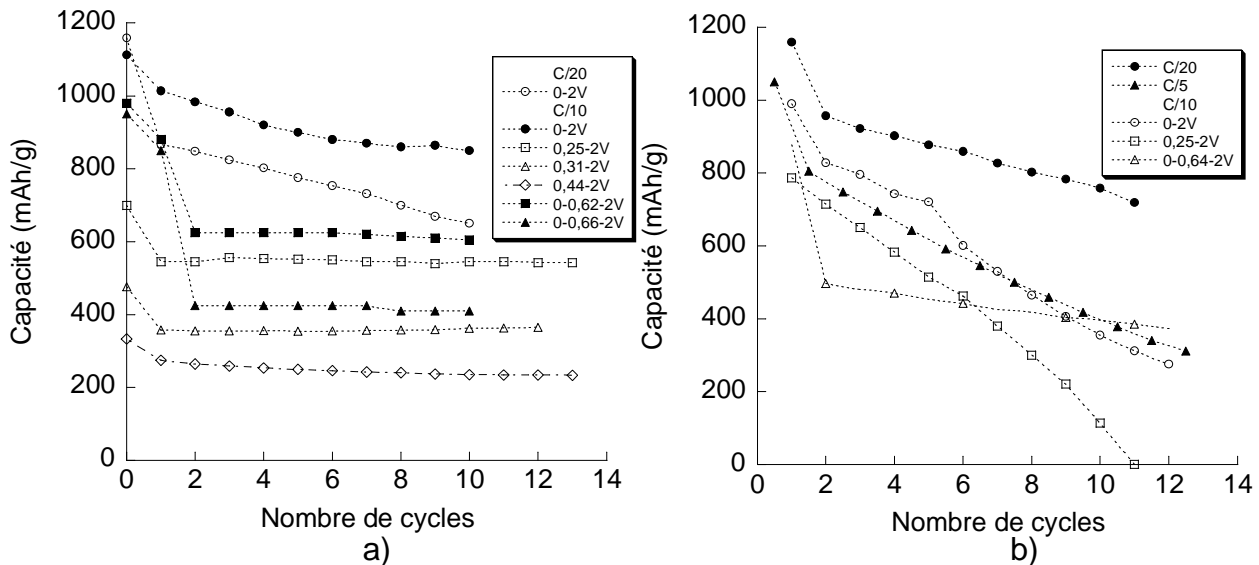 1200
1000
800
600
400
200
0
Capacité (mAh/g)
0 2 4 6 8 10 12 14
Nombre de cycles
a)
C/20
0-2V
C/10
0-2V
0,25-2V
0,31-2V
0,44-2V
0-0,62-2V
0-0,66-2V
1200
1000
800
600
400
200
0
Capacité (mAh/g)
0 2 4 6 8 10 12 14
Nombre de cycles
b)
C/20
C/5
C/10
0-2V
0,25-2V
0-0,64-2V